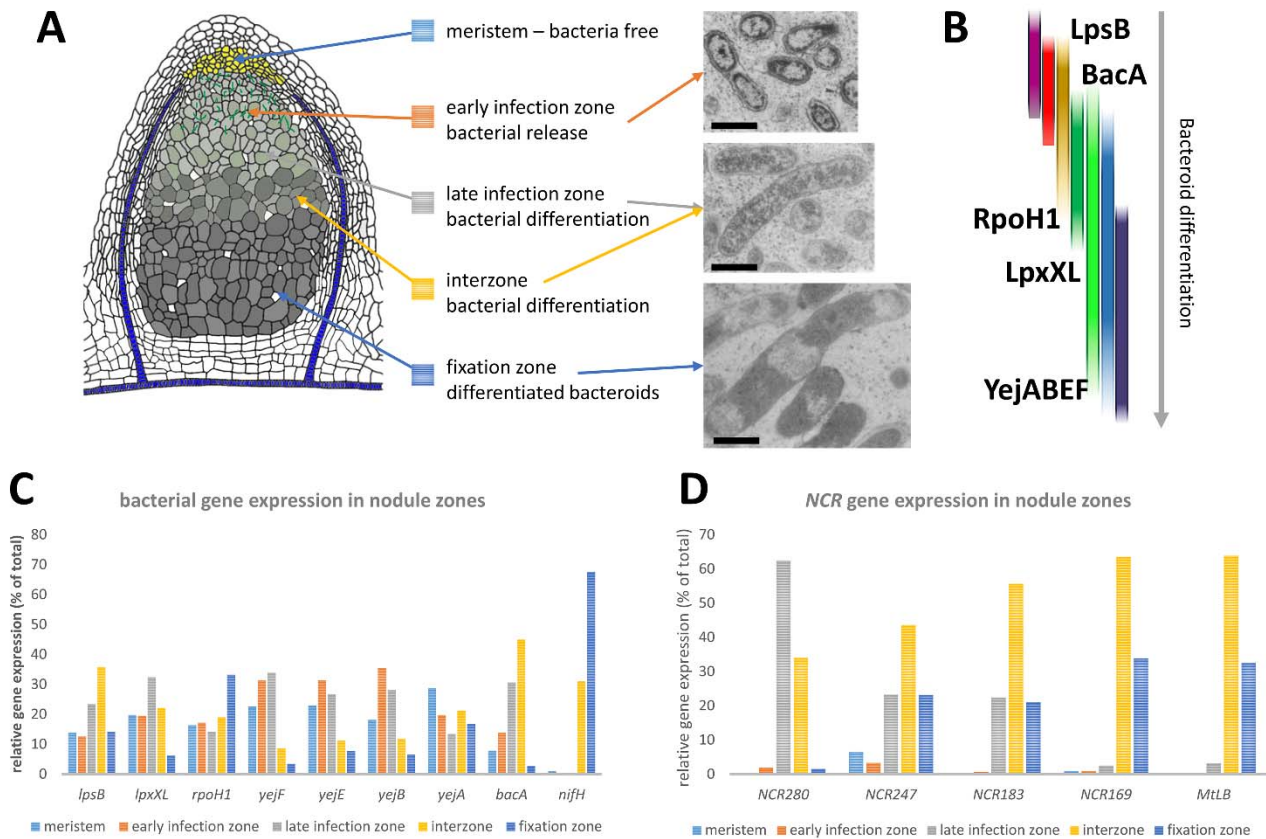 A
meristem – bacteria free
early infection zone
bacterial release
late infection zone
bacterial differentiation
interzone
bacterial differentiation
fixation zone
differentiated bacteroids
B
LpsB
BacA
RpoH1
LpxXL
YejABEF
Bacteroid differentiation
C
bacterial gene expression in nodule zones
relative gene expression (% of total)
80
70
60
50
40
30
20
10
0
lpsB lpxXL rpoH1 yejF yejE yejB yejA bacA nifH
meristem early infection zone late infection zone interzone fixation zone
D
NCR gene expression in nodule zones
relative gene expression (% of total)
70
60
50
40
30
20
10
0
NCR280 NCR247 NCR183 NCR169 MtLB
meristem early infection zone late infection zone interzone fixation zone